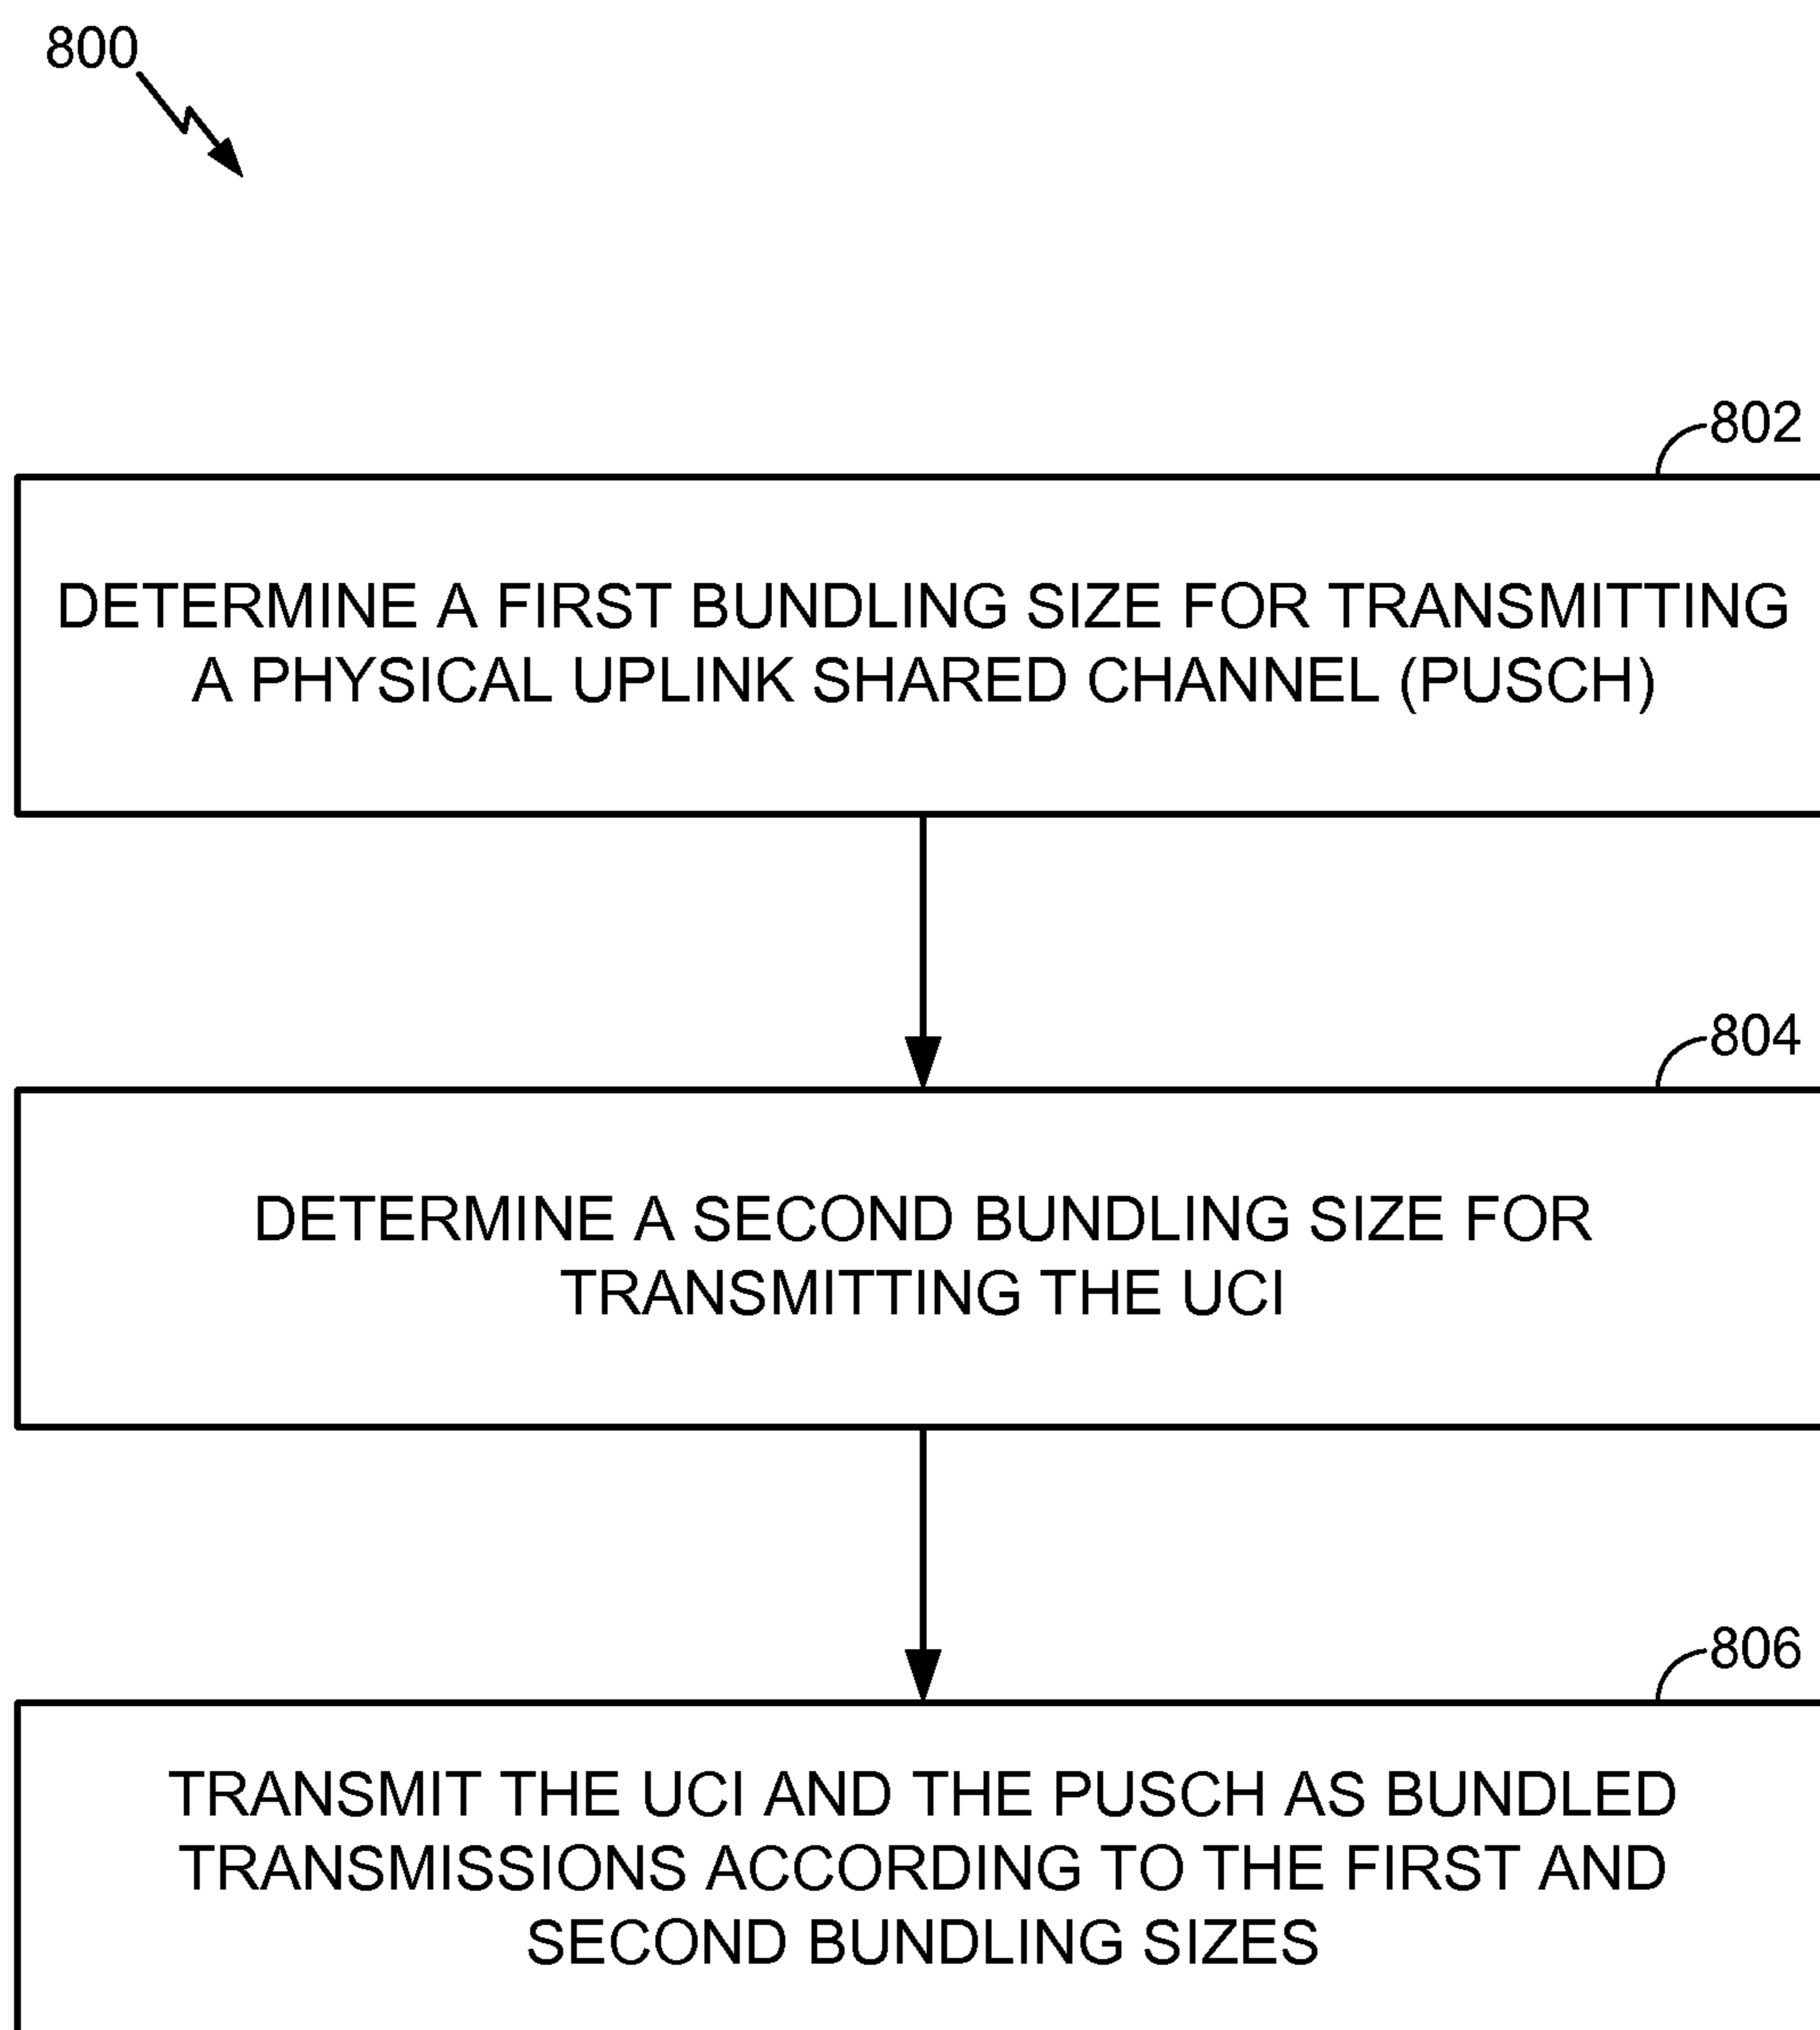 800
802
DETERMINE A FIRST BUNDLING SIZE FOR TRANSMITTING
A PHYSICAL UPLINK SHARED CHANNEL (PUSCH)
804
DETERMINE A SECOND BUNDLING SIZE FOR
TRANSMITTING THE UCI
806
TRANSMIT THE UCI AND THE PUSCH AS BUNDLED
TRANSMISSIONS ACCORDING TO THE FIRST AND
SECOND BUNDLING SIZES